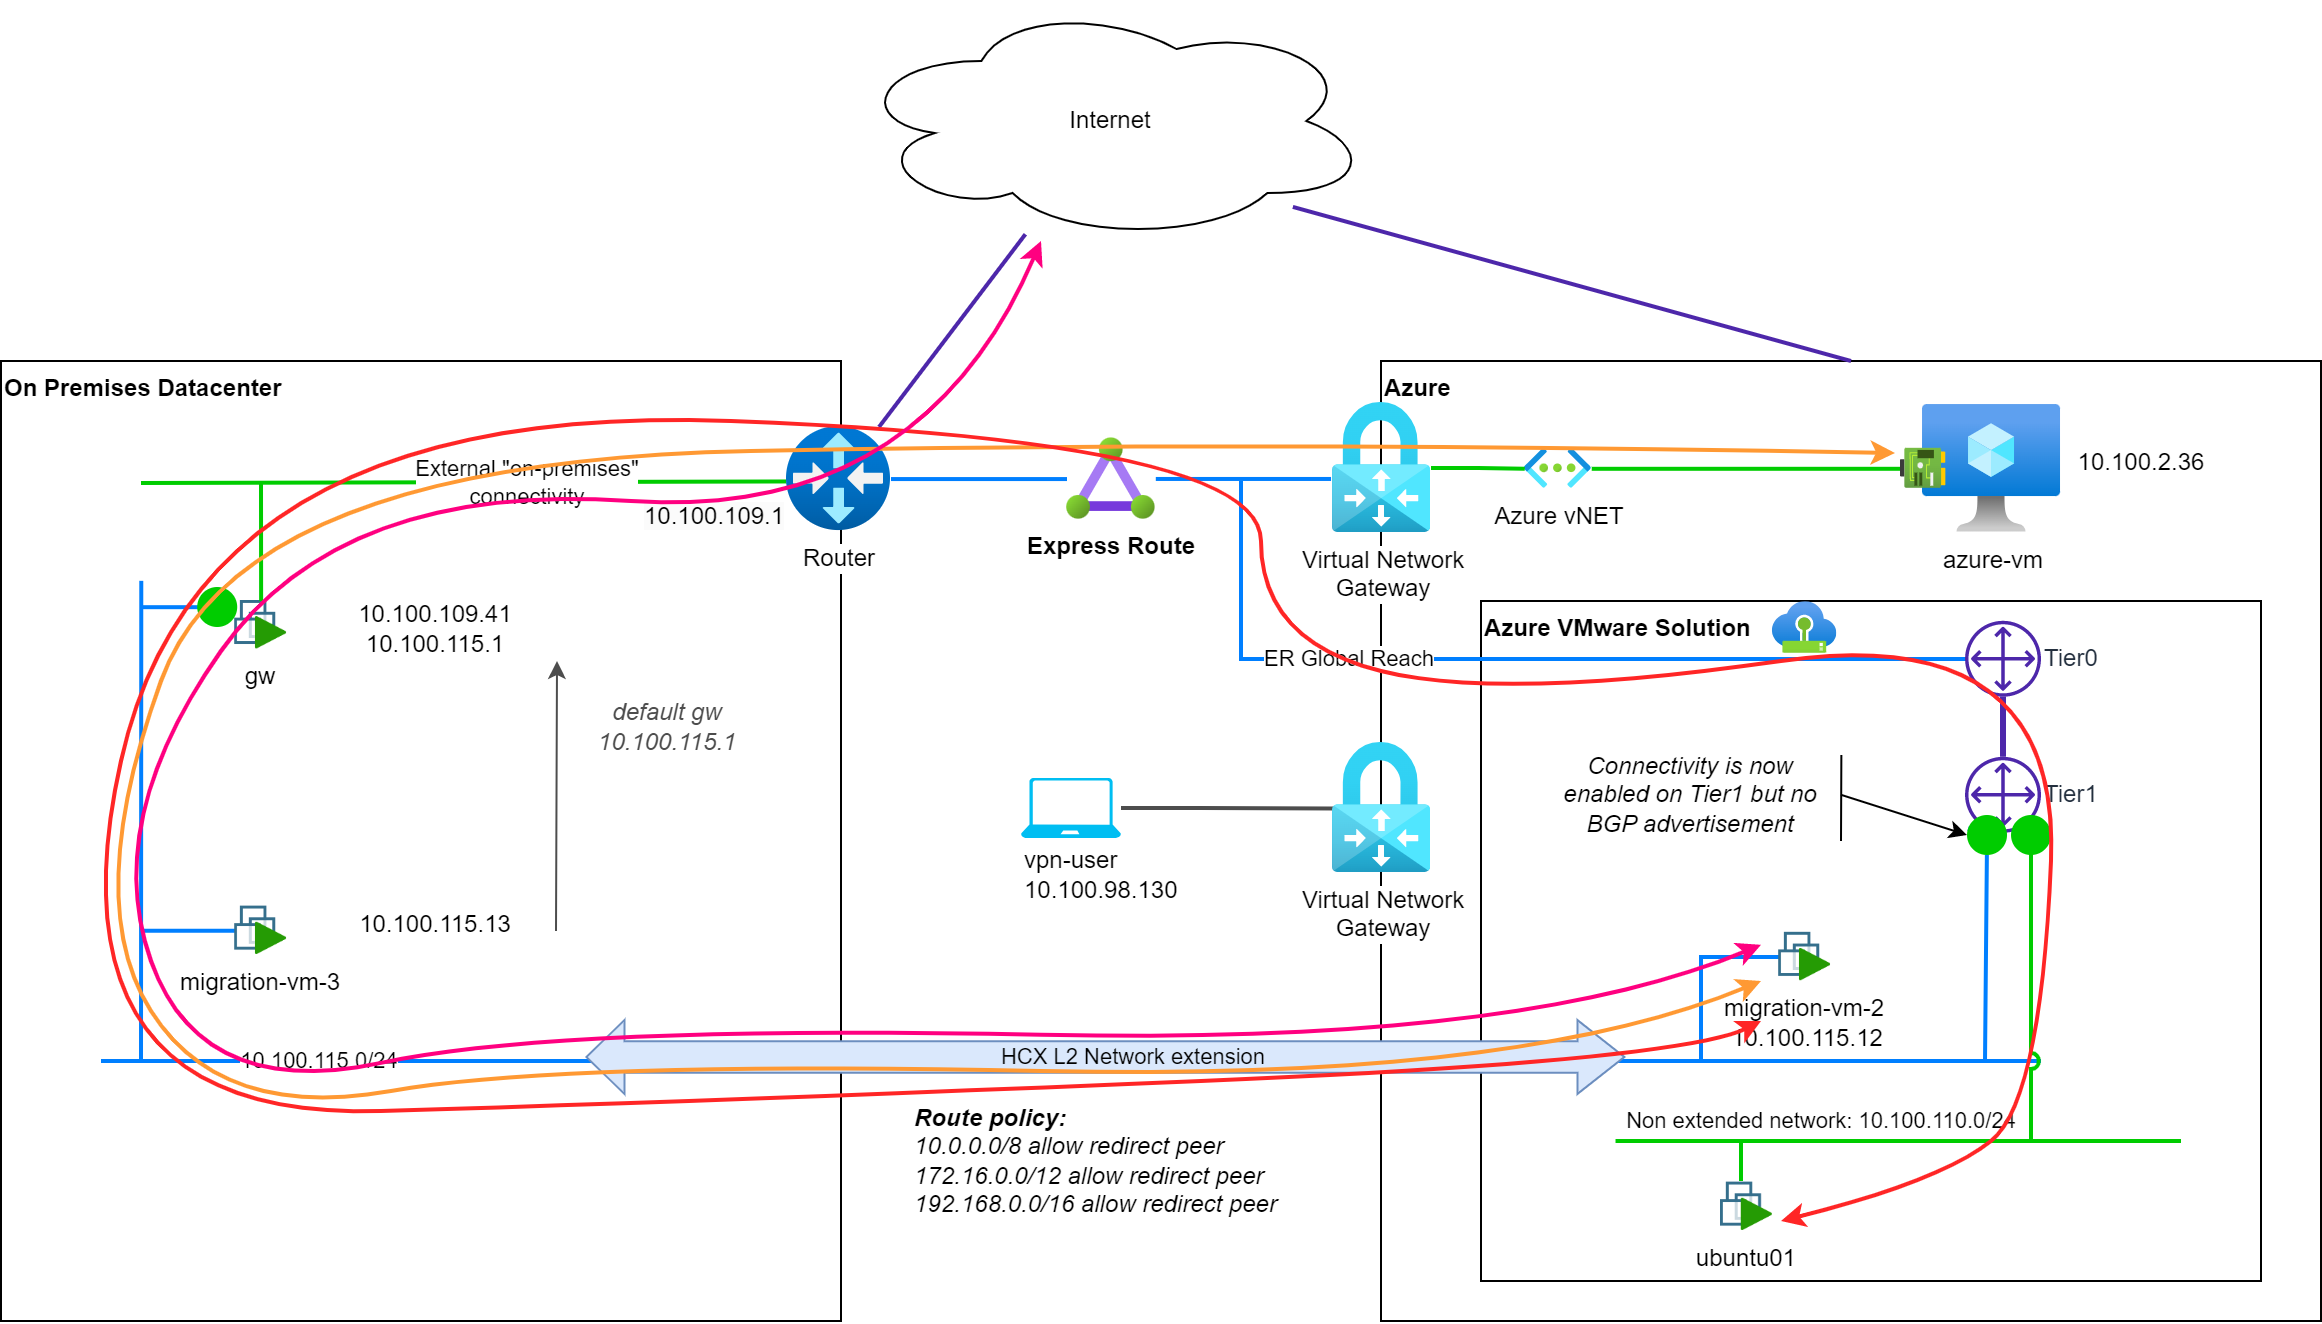 Internet
On Premises Datacenter
Azure
External "on-premises"
connectivity
10.100.109.1
Router
Express Route
Virtual Network
Gateway
Azure vNET
10.100.2.36
azure-vm
10.100.109.41
10.100.115.1
gw
default gw
10.100.115.1
ER Global Reach
Azure VMware Solution
Tier0
Connectivity is now
enabled on Tier1 but no
BGP advertisement
Tier1
vpn-user
10.100.98.130
Virtual Network
Gateway
10.100.115.13
migration-vm-3
migration-vm-2
10.100.115.12
10.100.115.0/24
HCX L2 Network extension
Route policy:
10.0.0.0/8 allow redirect peer
172.16.0.0/12 allow redirect peer
192.168.0.0/16 allow redirect peer
Non extended network: 10.100.110.0/24
ubuntu01